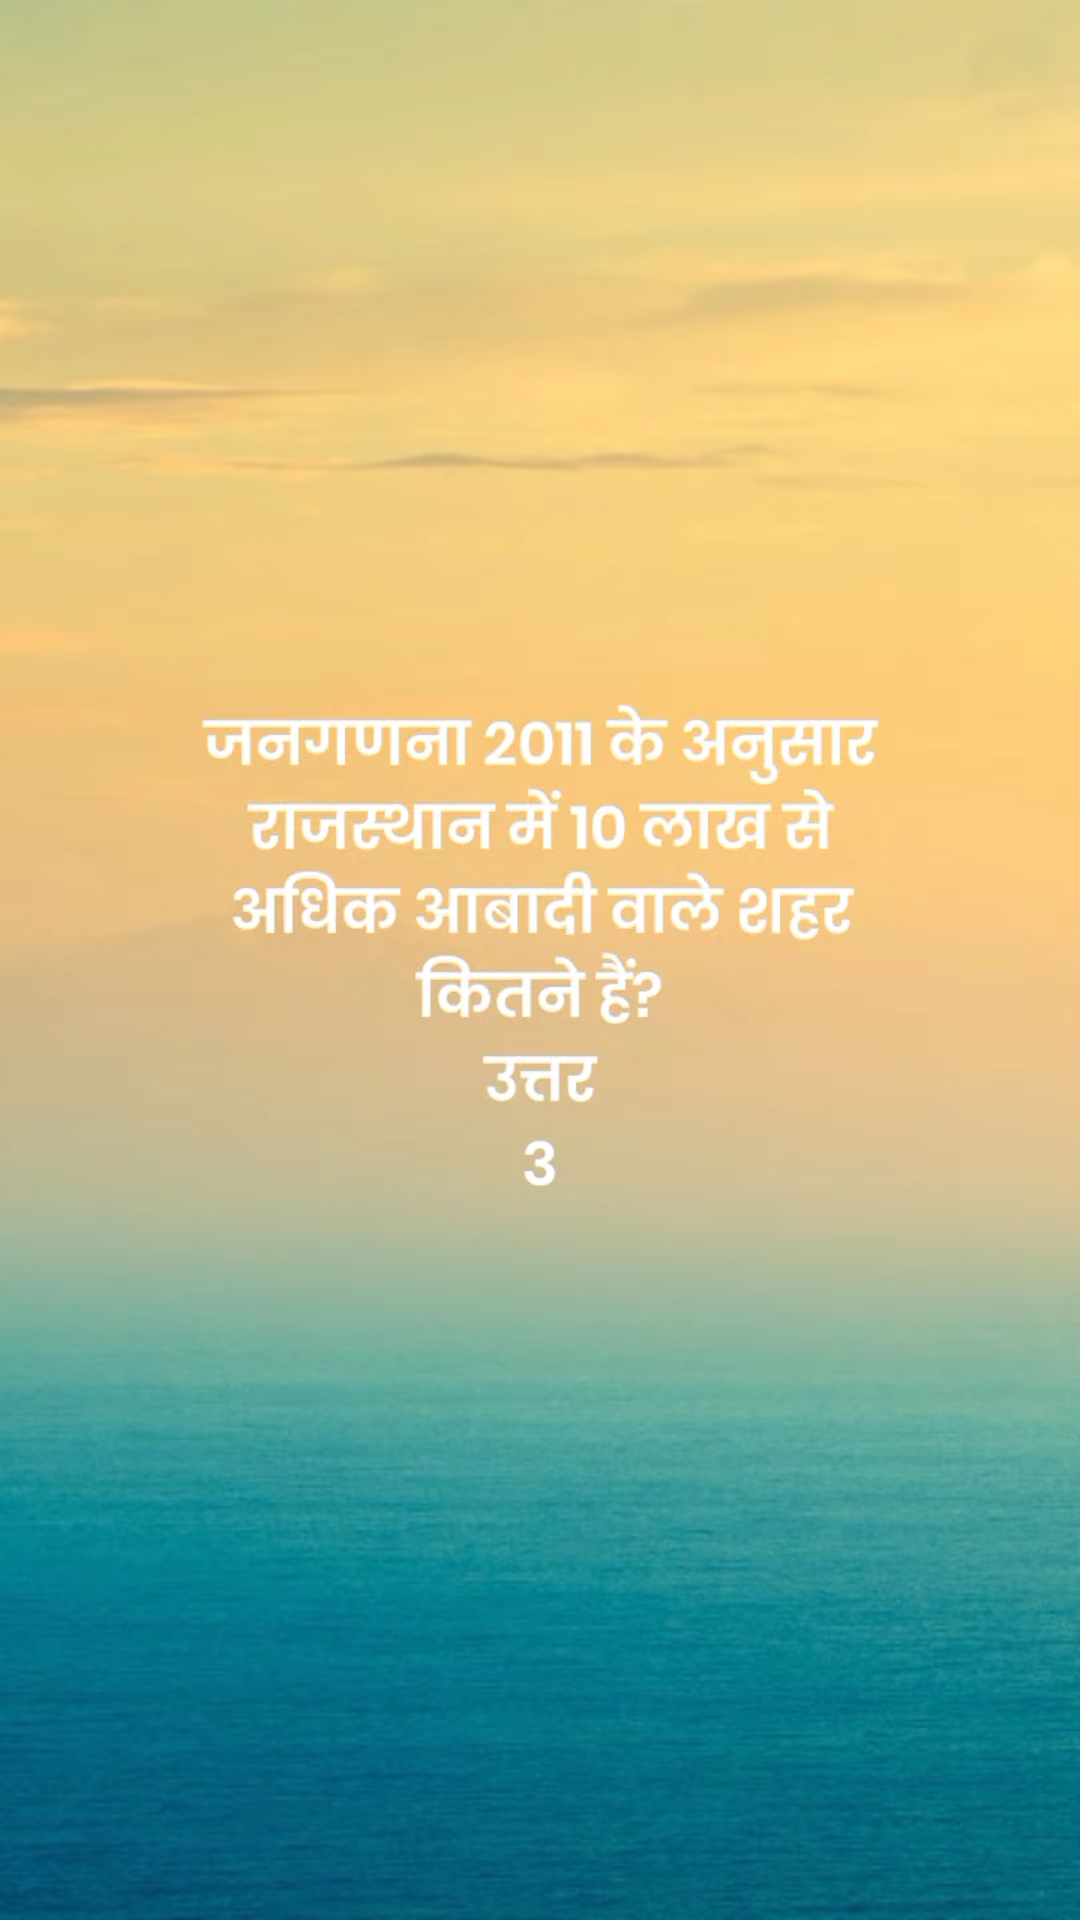 जनगणना 2011 के अनुसार
राजस्थान में 10 लाख से
अधिक आबादी वाले शहर
कितने हैं?
उत्तर
3